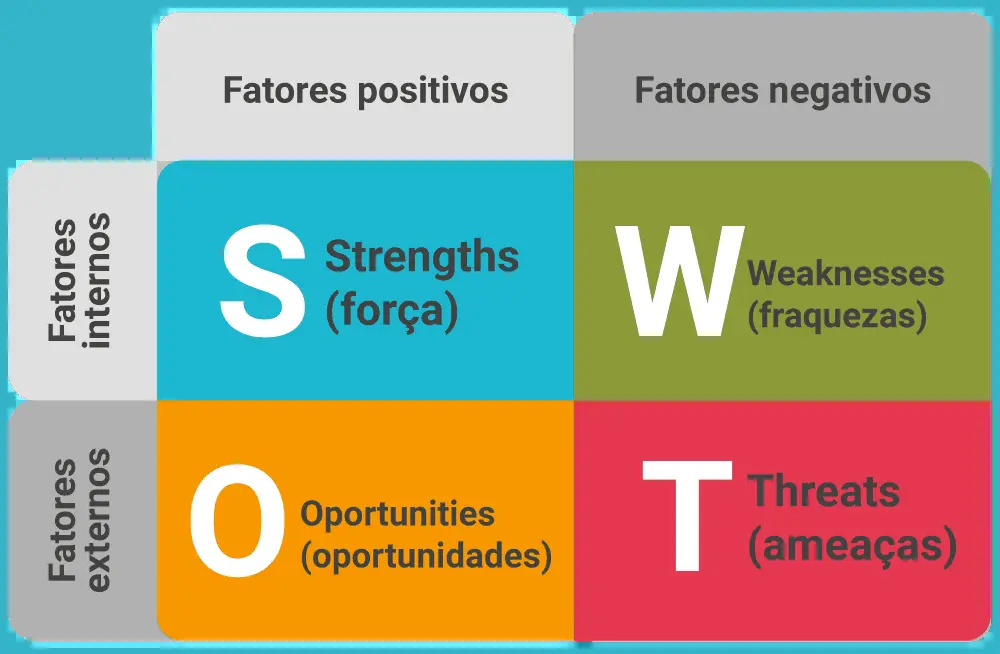 Fatores positivos
Fatores negativos
Fatores
internos
S
Strengths
(força)
W
Weaknesses
(fraquezas)
Fatores
externos
O
Oportunities
(oportunidades)
T
Threats
(ameaças)